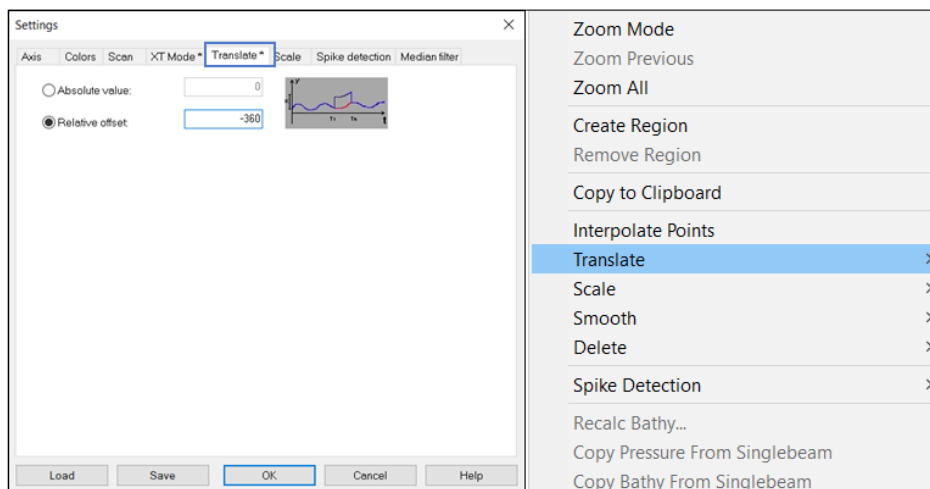 Settings
Axis Colors Scan XT Mode * Translate * Scale Spike detection Median filter
Absolute value: 0
Relative offset: -360
Y
T1 t
Load Save OK Cancel Help
Zoom Mode
Zoom Previous
Zoom All
Create Region
Remove Region
Copy to Clipboard
Interpolate Points
Translate
Scale
Smooth
Delete
Spike Detection
Recalc Bathy...
Copy Pressure From Singlebeam
Copy Bathy From Singlebeam